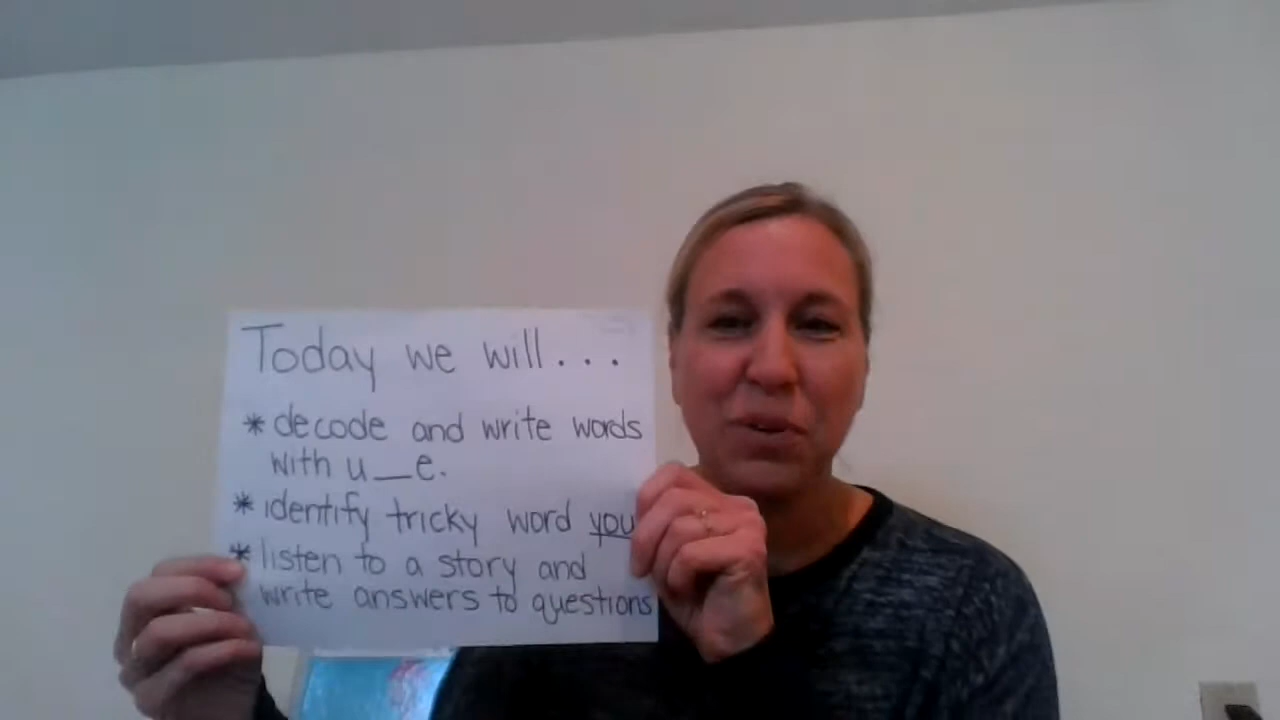 Today we will...
* decode and write words
with u__e.
* identify tricky word you
* listen to a story and
write answers to questions